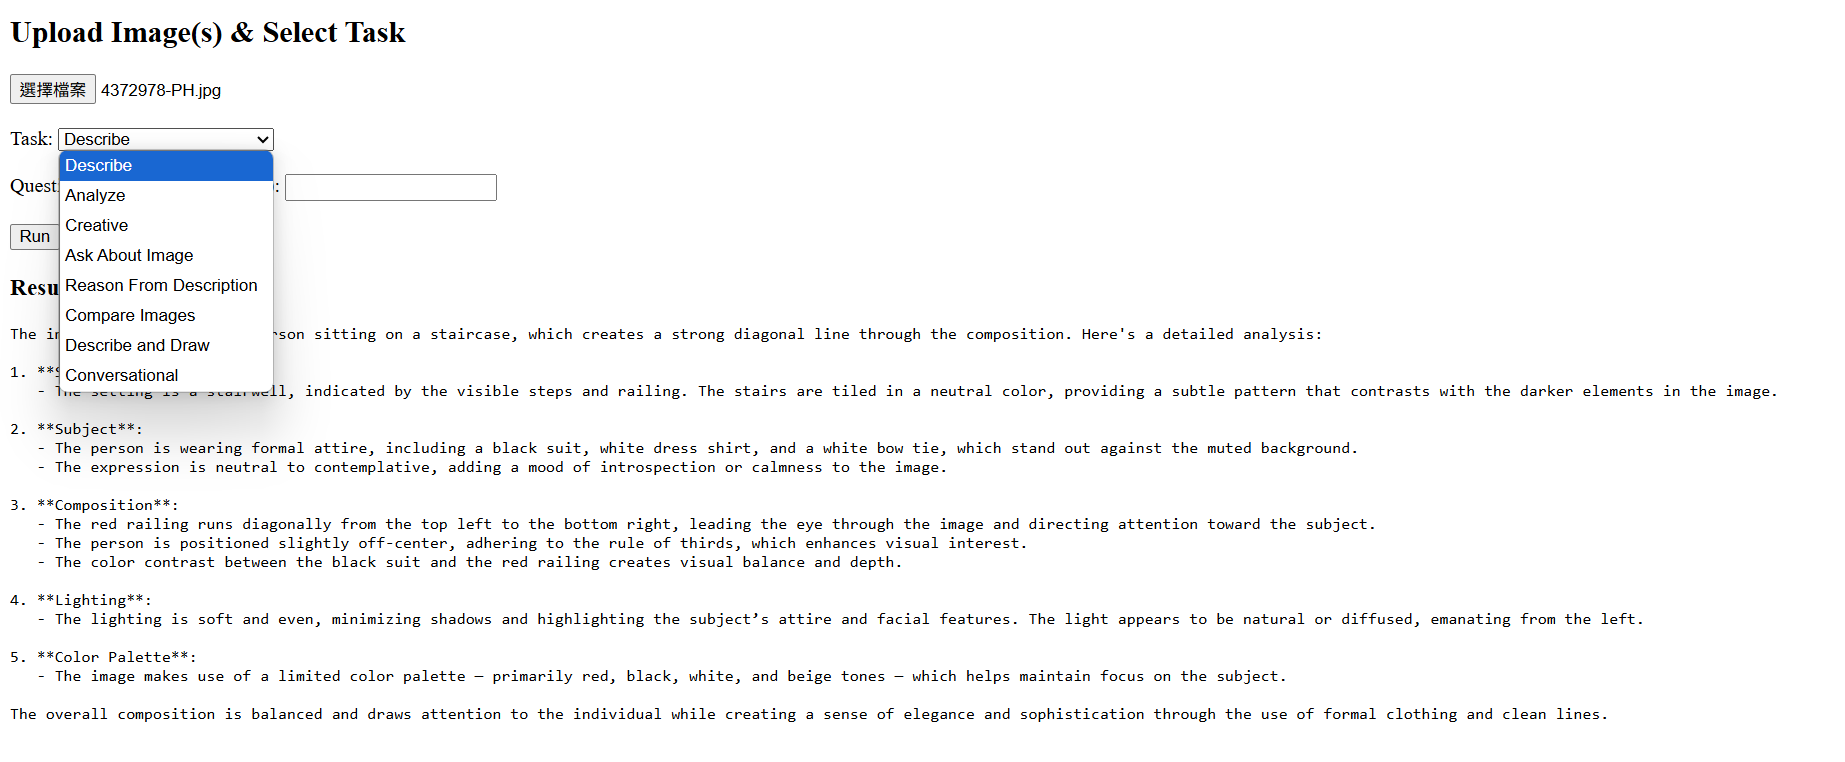 Upload Image(s) & Select Task
選擇檔案 4372978-PH.jpg
Task: Describe
Describe
Analyze
Creative
Ask About Image
Reason From Description
Compare Images
Describe and Draw
Conversational
:
Run
The sitting on a staircase, which creates a strong diagonal line through the composition. Here's a detailed analysis:
1. **
- The setting is a stairwell, indicated by the visible steps and railing. The stairs are tiled in a neutral color, providing a subtle pattern that contrasts with the darker elements in the image.
2. **Subject**:
- The person is wearing formal attire, including a black suit, white dress shirt, and a white bow tie, which stand out against the muted background.
- The expression is neutral to contemplative, adding a mood of introspection or calmness to the image.
3. **Composition**:
- The red railing runs diagonally from the top left to the bottom right, leading the eye through the image and directing attention toward the subject.
- The person is positioned slightly off-center, adhering to the rule of thirds, which enhances visual interest.
- The color contrast between the black suit and the red railing creates visual balance and depth.
4. **Lighting**:
- The lighting is soft and even, minimizing shadows and highlighting the subject’s attire and facial features. The light appears to be natural or diffused, emanating from the left.
5. **Color Palette**:
- The image makes use of a limited color palette — primarily red, black, white, and beige tones — which helps maintain focus on the subject.
The overall composition is balanced and draws attention to the individual while creating a sense of elegance and sophistication through the use of formal clothing and clean lines.